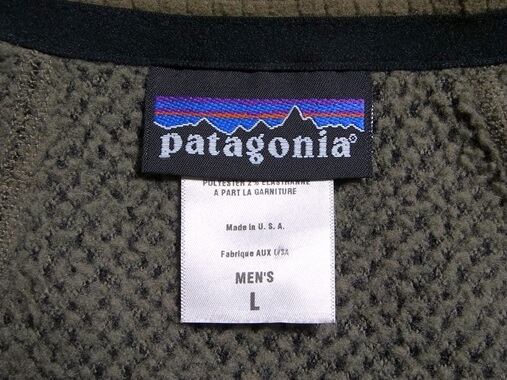 patagonia®
POLYESTER 2% ELASTHANNE
A PART LA GARNITURE
Made in U. S. A.
Fabrique AUX USA
MEN'S
L